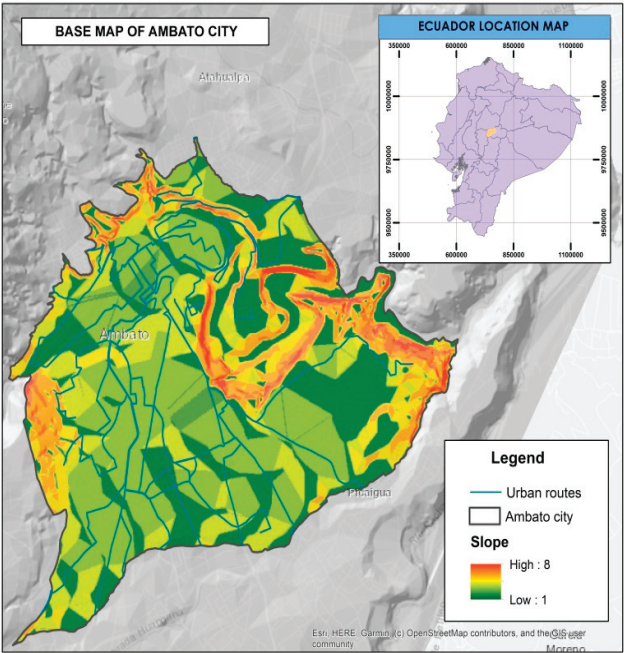 BASE MAP OF AMBATO CITY
ECUADOR LOCATION MAP
350000 600000 850000 1100000
10000000 10000000
9750000 9750000
9500000 9500000
350000 600000 850000 1100000
Atahualpa
Ambato
Picaigua
Legend
Urban routes
Ambato city
Slope
High : 8
Low : 1
Esri, HERE, Garmin, (c) OpenStreetMap contributors, and the GIS user
community
García
Moreno